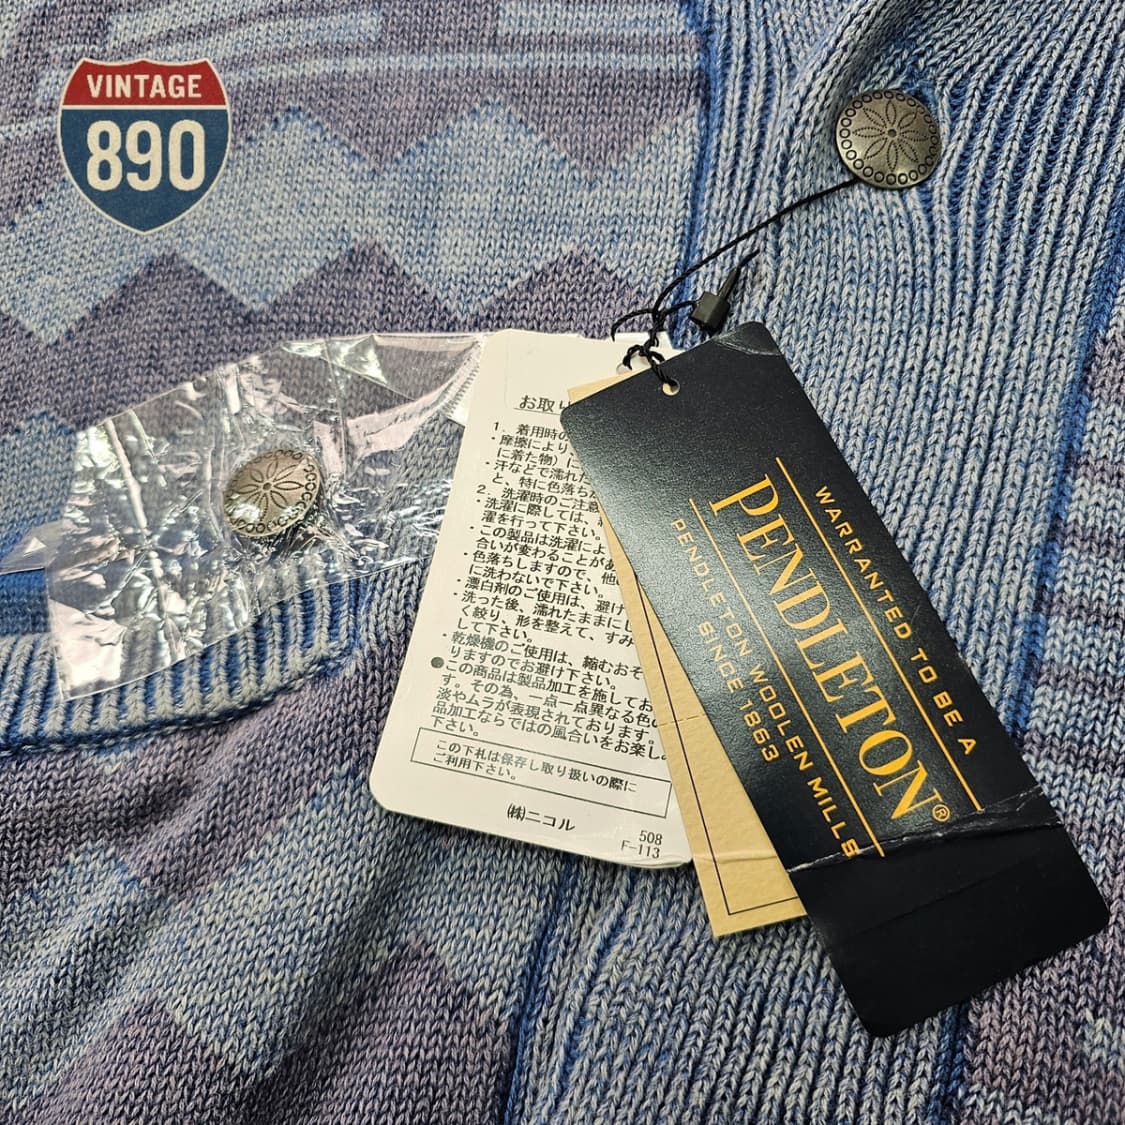 VINTAGE
890
お取り
1．着用時の
・摩擦により、
に着た物）に
・汗などで濡れた
と、特に色落ち
2．洗濯時のご注意
・洗濯に際しては、
濯を行って下さい。
・この製品は洗濯によ
合いが変わることがあ
・色落ちしますので、他
に洗わないで下さい。
・漂白剤のご使用は、避け
・洗った後、濡れたままにし
く絞り、形を整えて、すみ
して下さい。
・乾燥機のご使用は、縮むおそ
りますのでお避け下さい。
●この商品は製品加工を施してお
す。その為、一点一点異なる色の
波やムラが表現されております。
品加工ならではの風合いをお楽し
下さい。
この下札は保存し取り扱いの際に
ご利用下さい。
㈱ニコル
508
F-113
WARRANTED TO BE A
PENDLETON®
PENDLETON WOOLEN MILLS
SINCE 1863